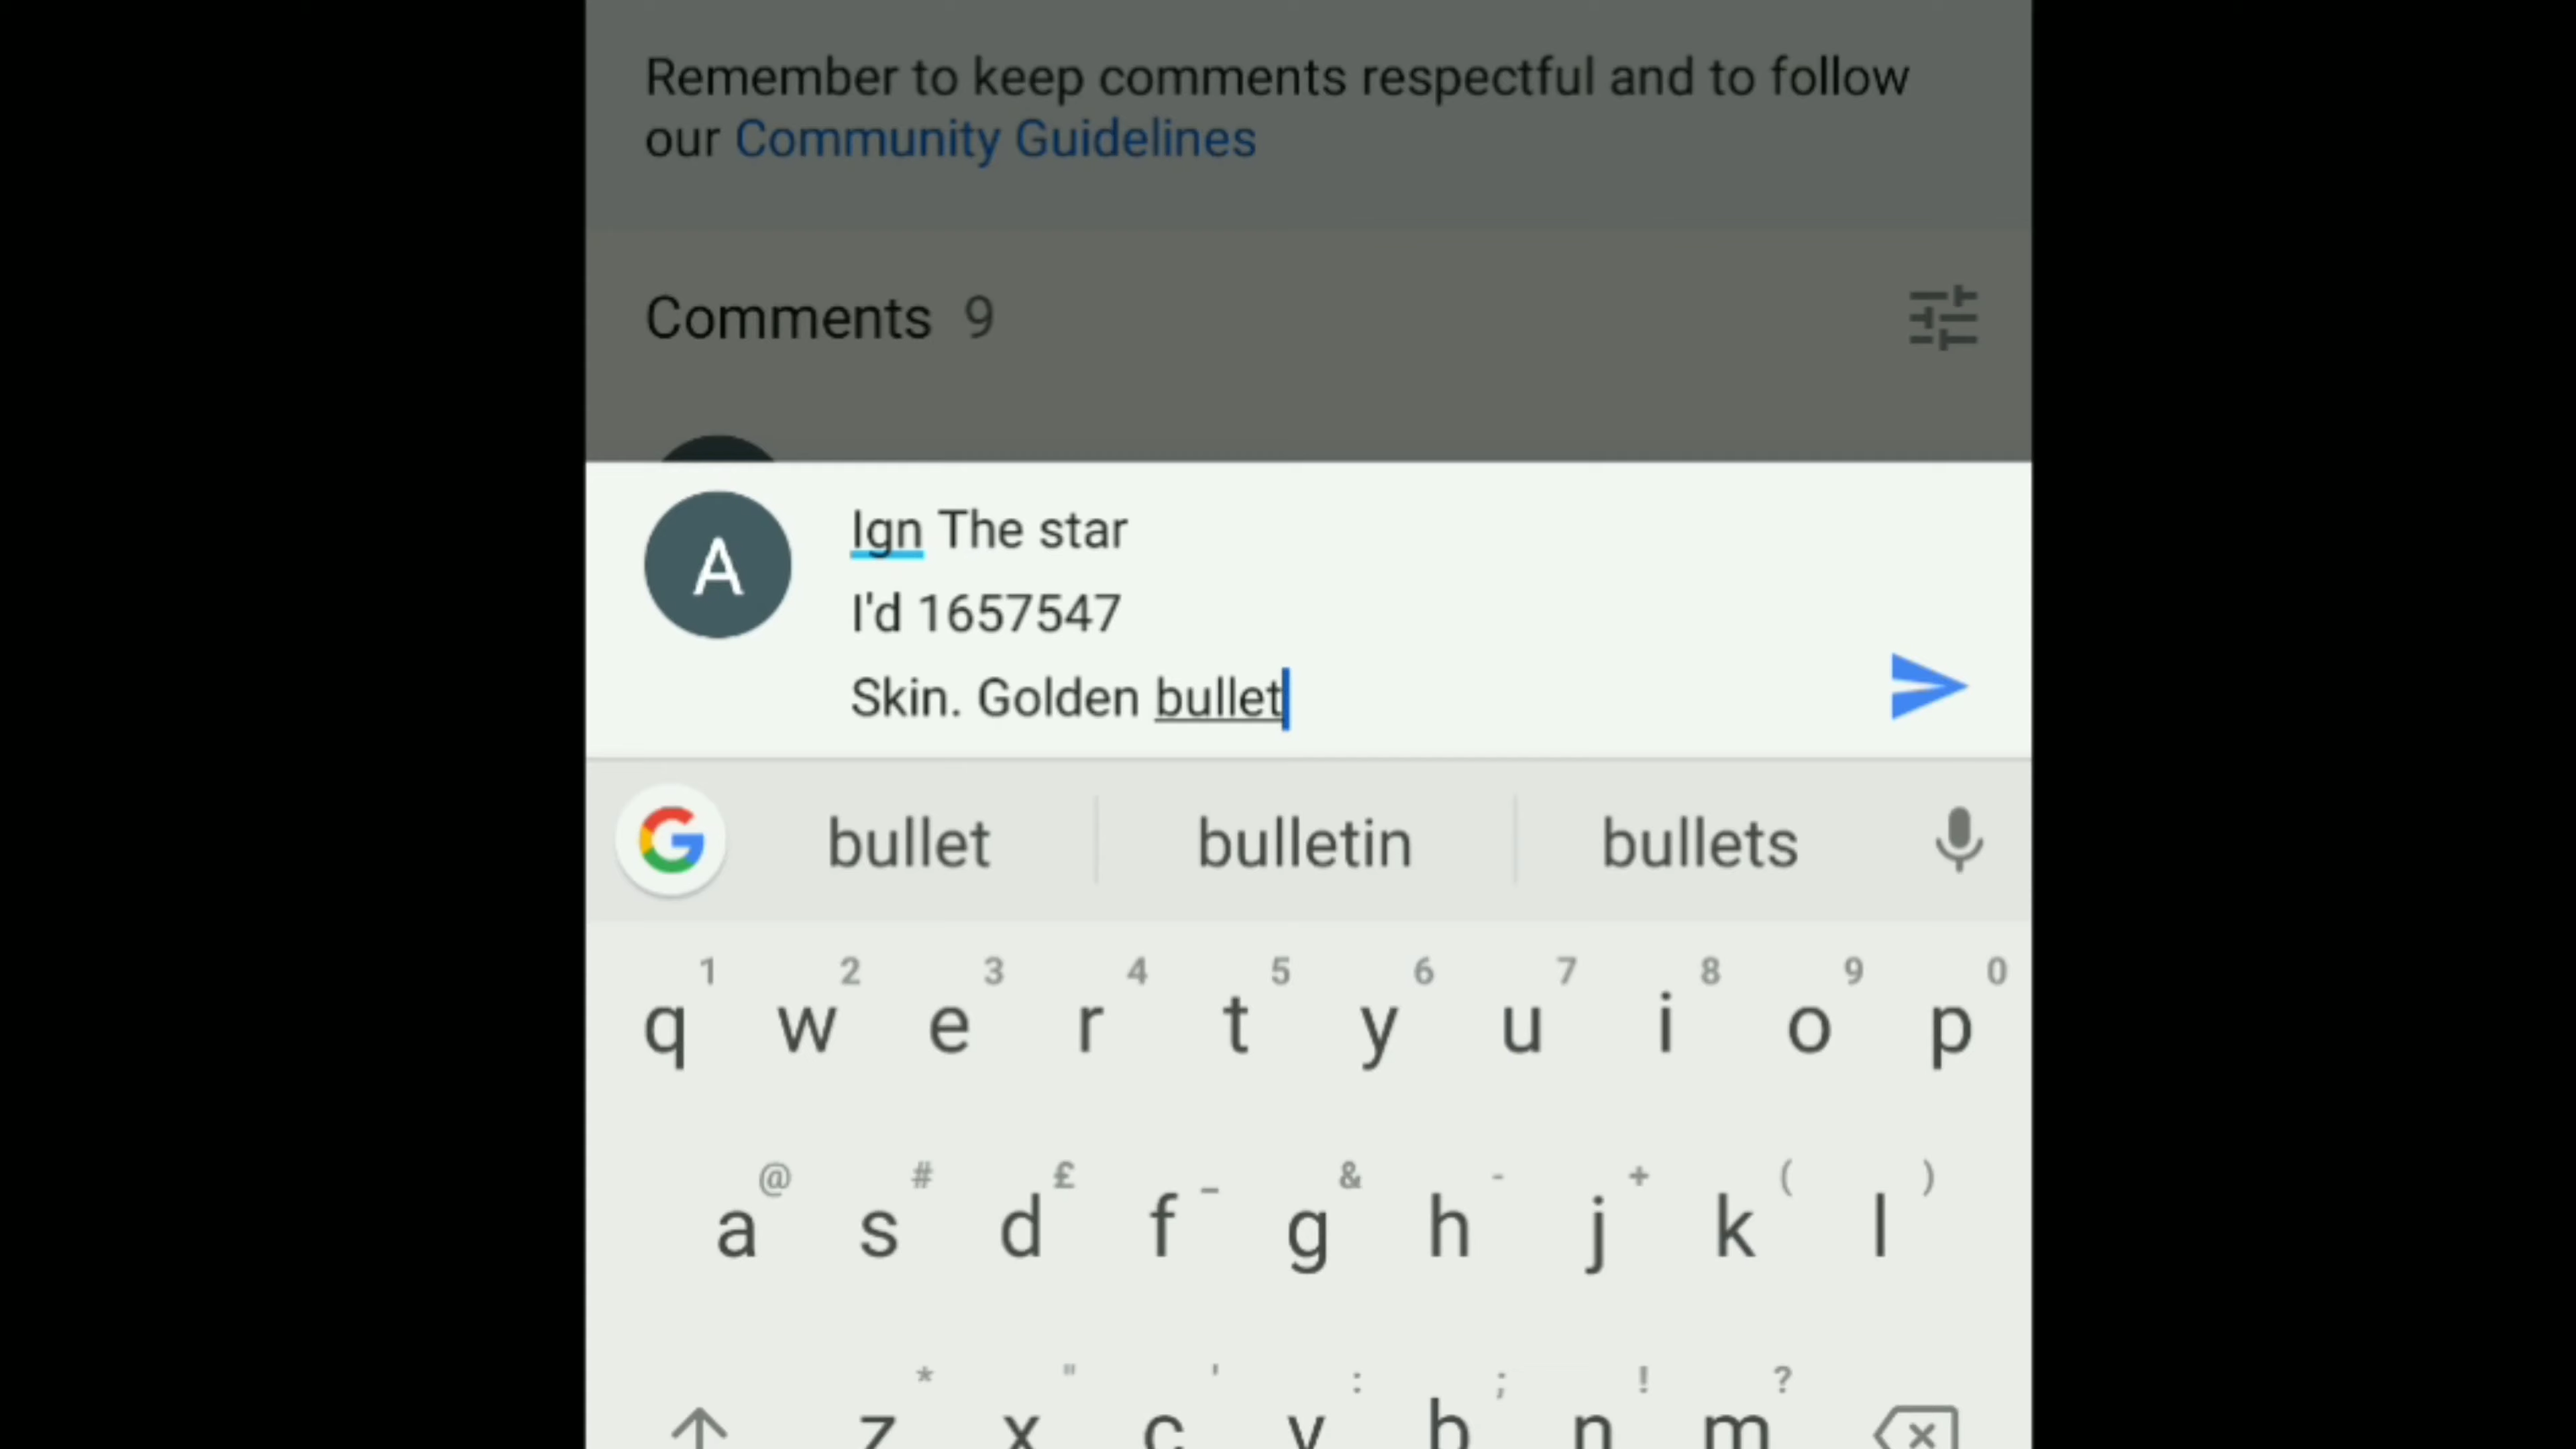 Remember to keep comments respectful and to follow
our Community Guidelines
Comments 9
A
Ign The star
I'd 1657547
Skin. Golden bullet
G bullet bulletin bullets
1 2 3 4 5 6 7 8 9 0
q w e r t y u i o p
@ # £ _ & - + ( )
a s d f g h j k l
* " ' : ; ! ?
z x c v b n m